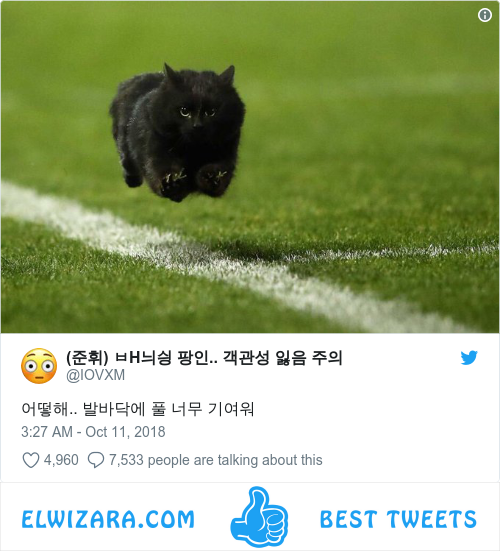 (준휘) ㅂH늬싕 팡인.. 객관성 잃음 주의
@IOVXM
어떻해.. 발바닥에 풀 너무 기여워
3:27 AM - Oct 11, 2018
4,960 7,533 people are talking about this
ELWIZARA.COM BEST TWEETS